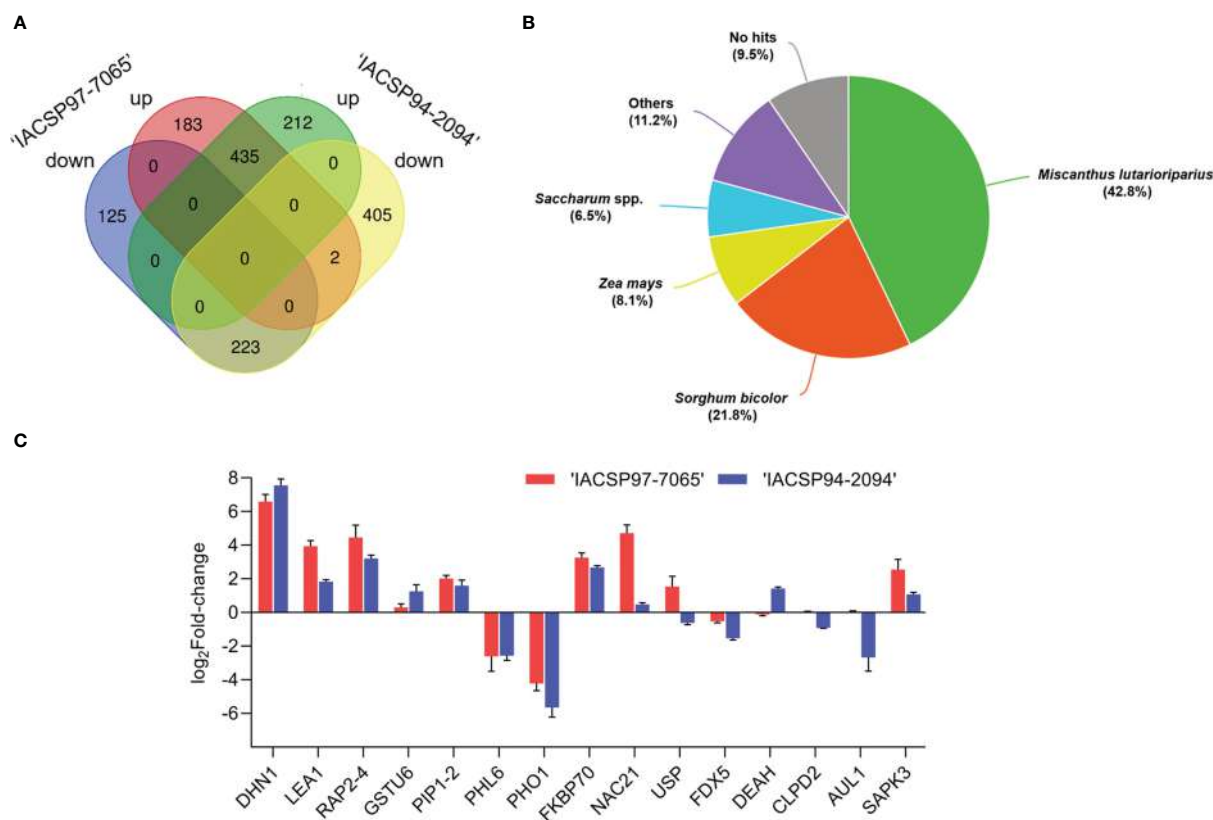 A
'IACSP97-7065'
'IACSP94-2094'
up
up
down
down
183
212
0
435
0
125
0
0
405
0
0
2
0
0
223
B
No hits
(9.5%)
Others
(11.2%)
Miscanthus lutarioriparius
(42.8%)
Saccharum spp.
(6.5%)
Zea mays
(8.1%)
Sorghum bicolor
(21.8%)
C
'IACSP97-7065'
'IACSP94-2094'
log2Fold-change
8
6
4
2
0
-2
-4
-6
DHN1
LEA1
RAP2-4
GSTU6
PIP1-2
PHL6
PHO1
FKBP70
NAC21
USP
FDX5
DEAH
CLPD2
AUL1
SAPK3